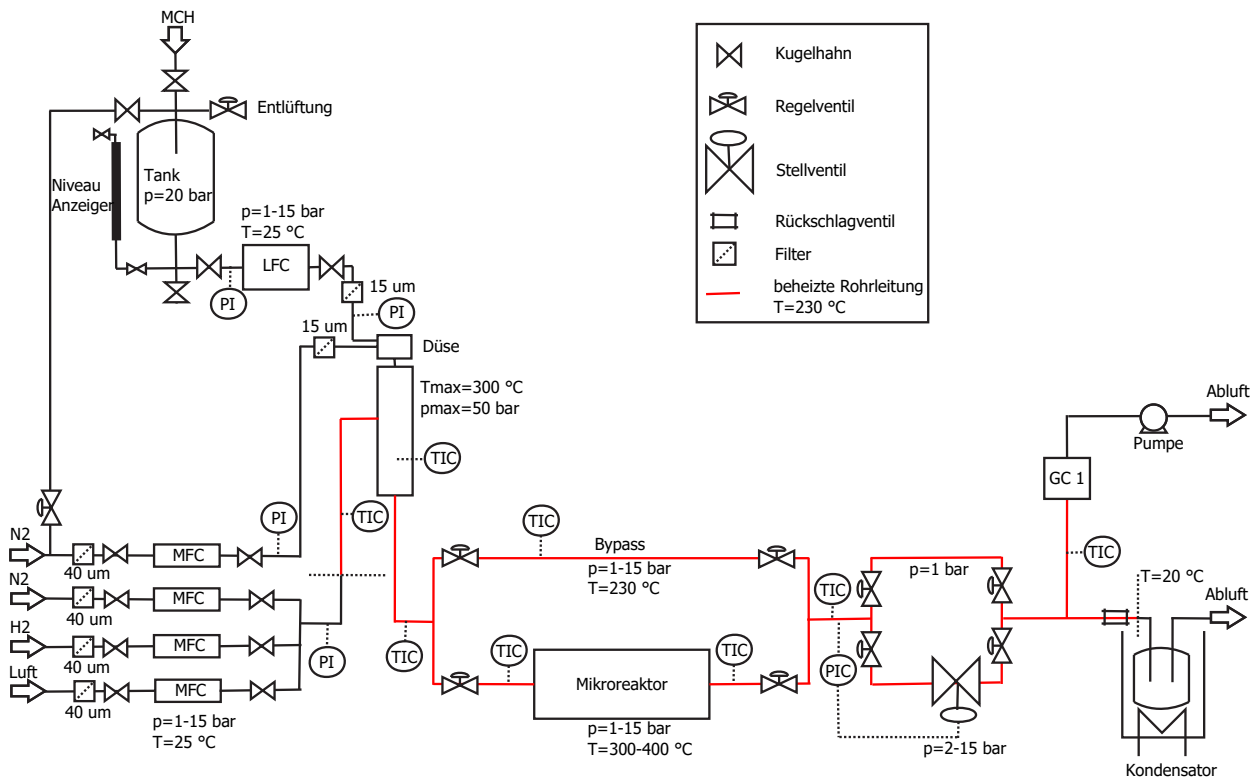 MCH
Entlüftung
Tank
p=20 bar
Niveau
Anzeiger
p=1-15 bar
T=25 °C
LFC
PI
15 um
PI
15 um
Düse
Tmax=300 °C
pmax=50 bar
TIC
TIC
PI
N2
MFC
40 um
N2
MFC
40 um
H2
MFC
40 um
Luft
MFC
40 um
p=1-15 bar
T=25 °C
PI
TIC
TIC
Bypass
p=1-15 bar
T=230 °C
TIC
Mikroreaktor
TIC
p=1-15 bar
T=300-400 °C
TIC
PIC
p=1 bar
p=2-15 bar
Kugelhahn
Regelventil
Stellventil
Rückschlagventil
Filter
beheizte Rohrleitung
T=230 °C
Abluft
Pumpe
GC 1
TIC
T=20 °C
Abluft
Kondensator